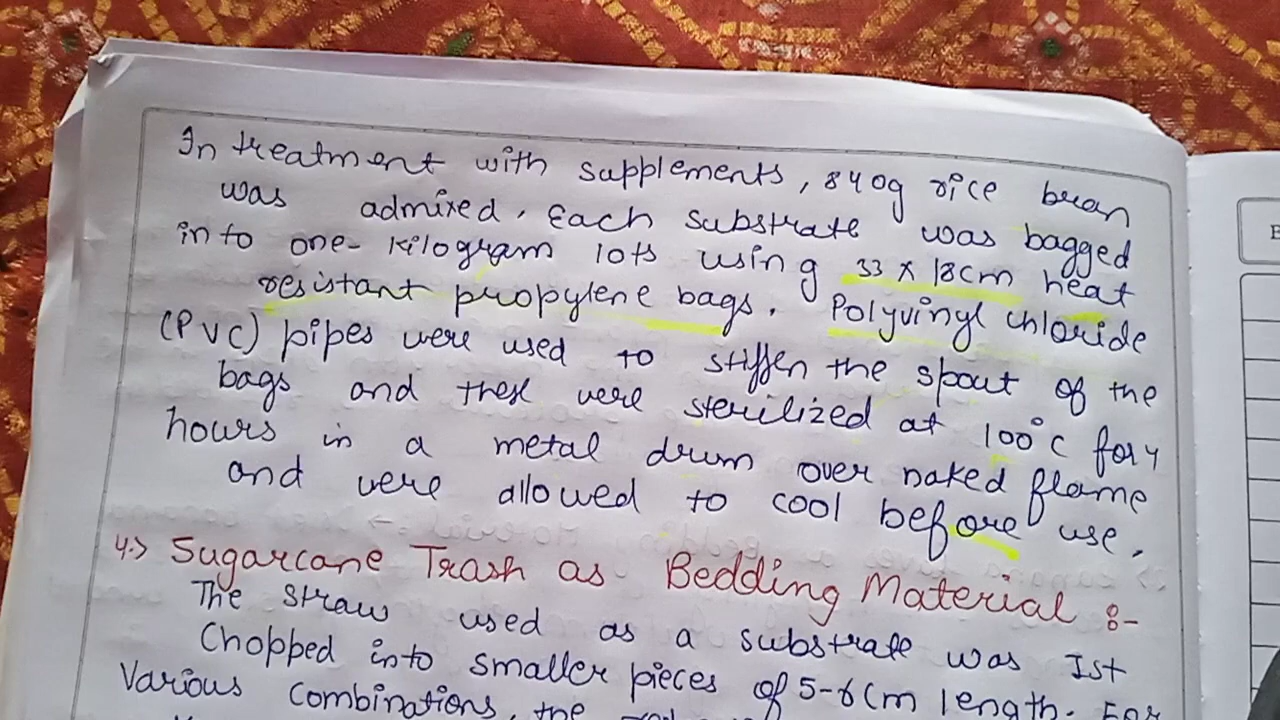 In treatment with supplements, 840g rice bran
was admixed. Each substrate was bagged
into one-kilogram lots using 33 x 18cm heat
resistant propylene bags. Polyvinyl chloride
(PVC) pipes were used to stiffen the spout of the
bags and these were sterilized at 100°C for 4
hours in a metal drum over naked flame
and were allowed to cool before use.
4.> Sugarcane Trash as Bedding Material :-
The straw used as a substrate was Ist
Chopped into smaller pieces of 5-6cm length. For
Various combinations, the
E